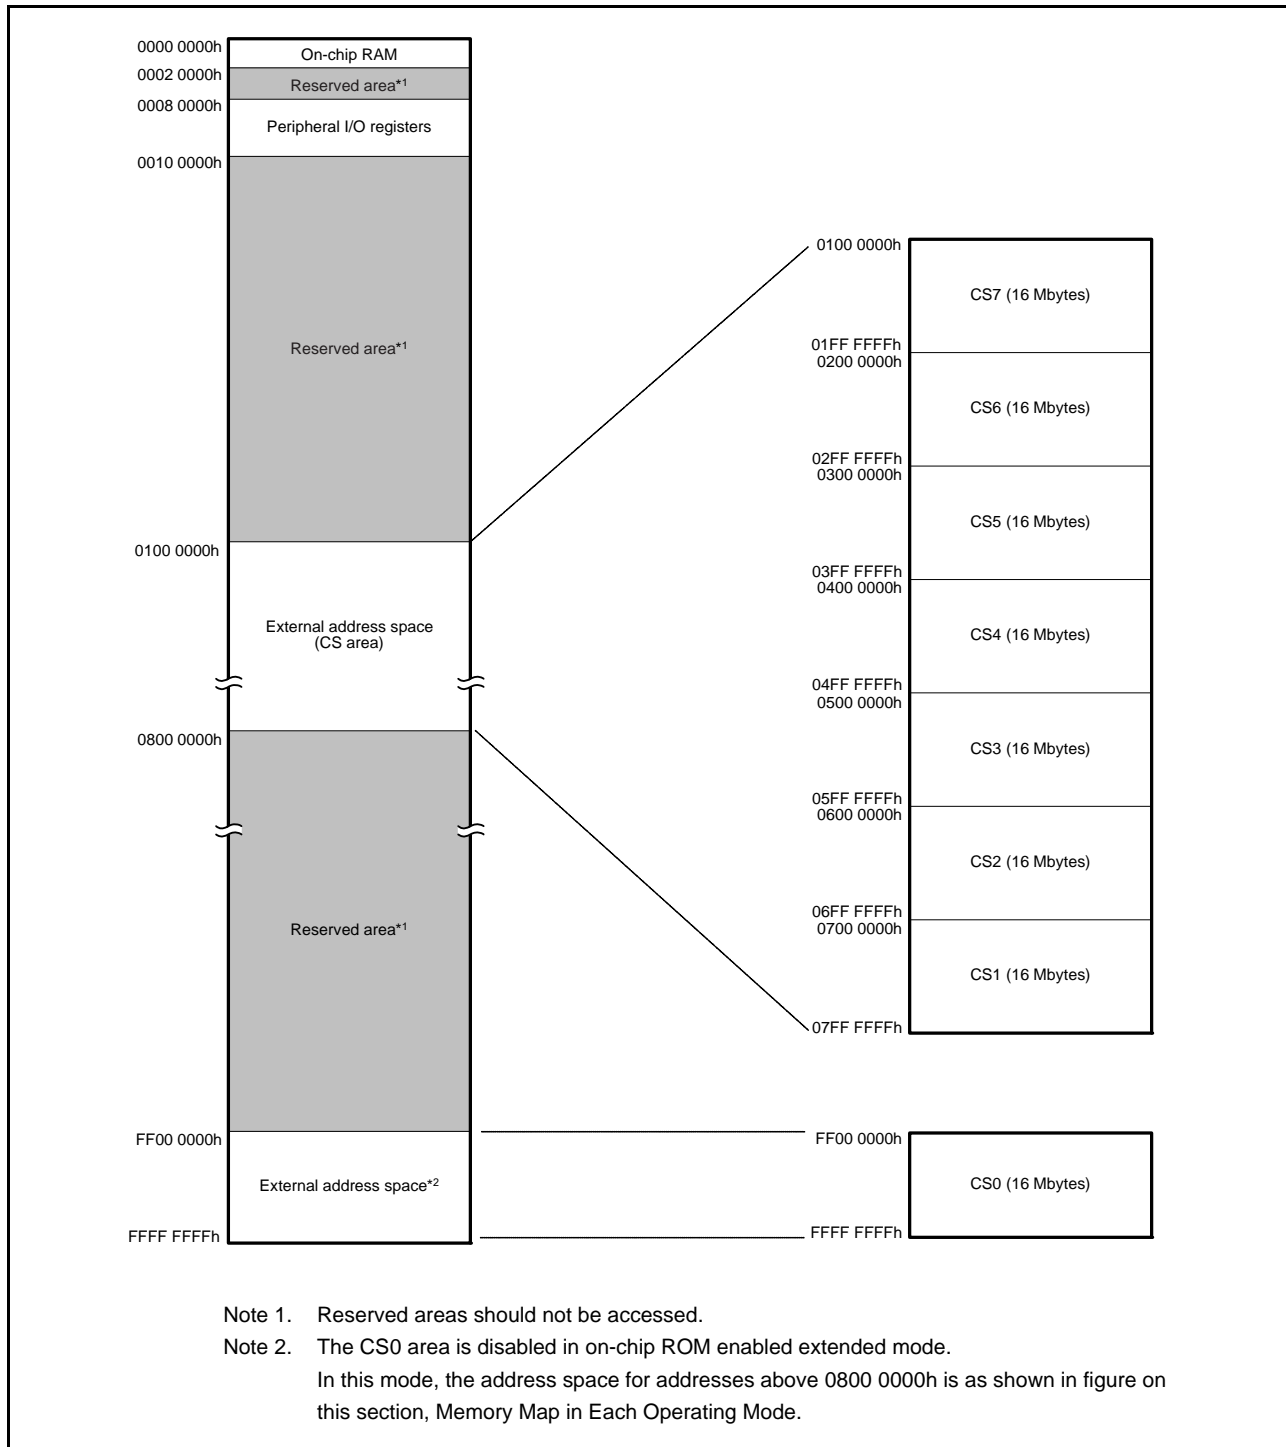 0000 0000h
On-chip RAM
0002 0000h
Reserved area*1
0008 0000h
Peripheral I/O registers
0010 0000h
Reserved area*1
0100 0000h
External address space
(CS area)
0800 0000h
Reserved area*1
FF00 0000h
External address space*2
FFFF FFFFh
0100 0000h
CS7 (16 Mbytes)
01FF FFFFh
0200 0000h
CS6 (16 Mbytes)
02FF FFFFh
0300 0000h
CS5 (16 Mbytes)
03FF FFFFh
0400 0000h
CS4 (16 Mbytes)
04FF FFFFh
0500 0000h
CS3 (16 Mbytes)
05FF FFFFh
0600 0000h
CS2 (16 Mbytes)
06FF FFFFh
0700 0000h
CS1 (16 Mbytes)
07FF FFFFh
FF00 0000h
CS0 (16 Mbytes)
FFFF FFFFh
Note 1. Reserved areas should not be accessed.
Note 2. The CS0 area is disabled in on-chip ROM enabled extended mode.
In this mode, the address space for addresses above 0800 0000h is as shown in figure on
this section, Memory Map in Each Operating Mode.